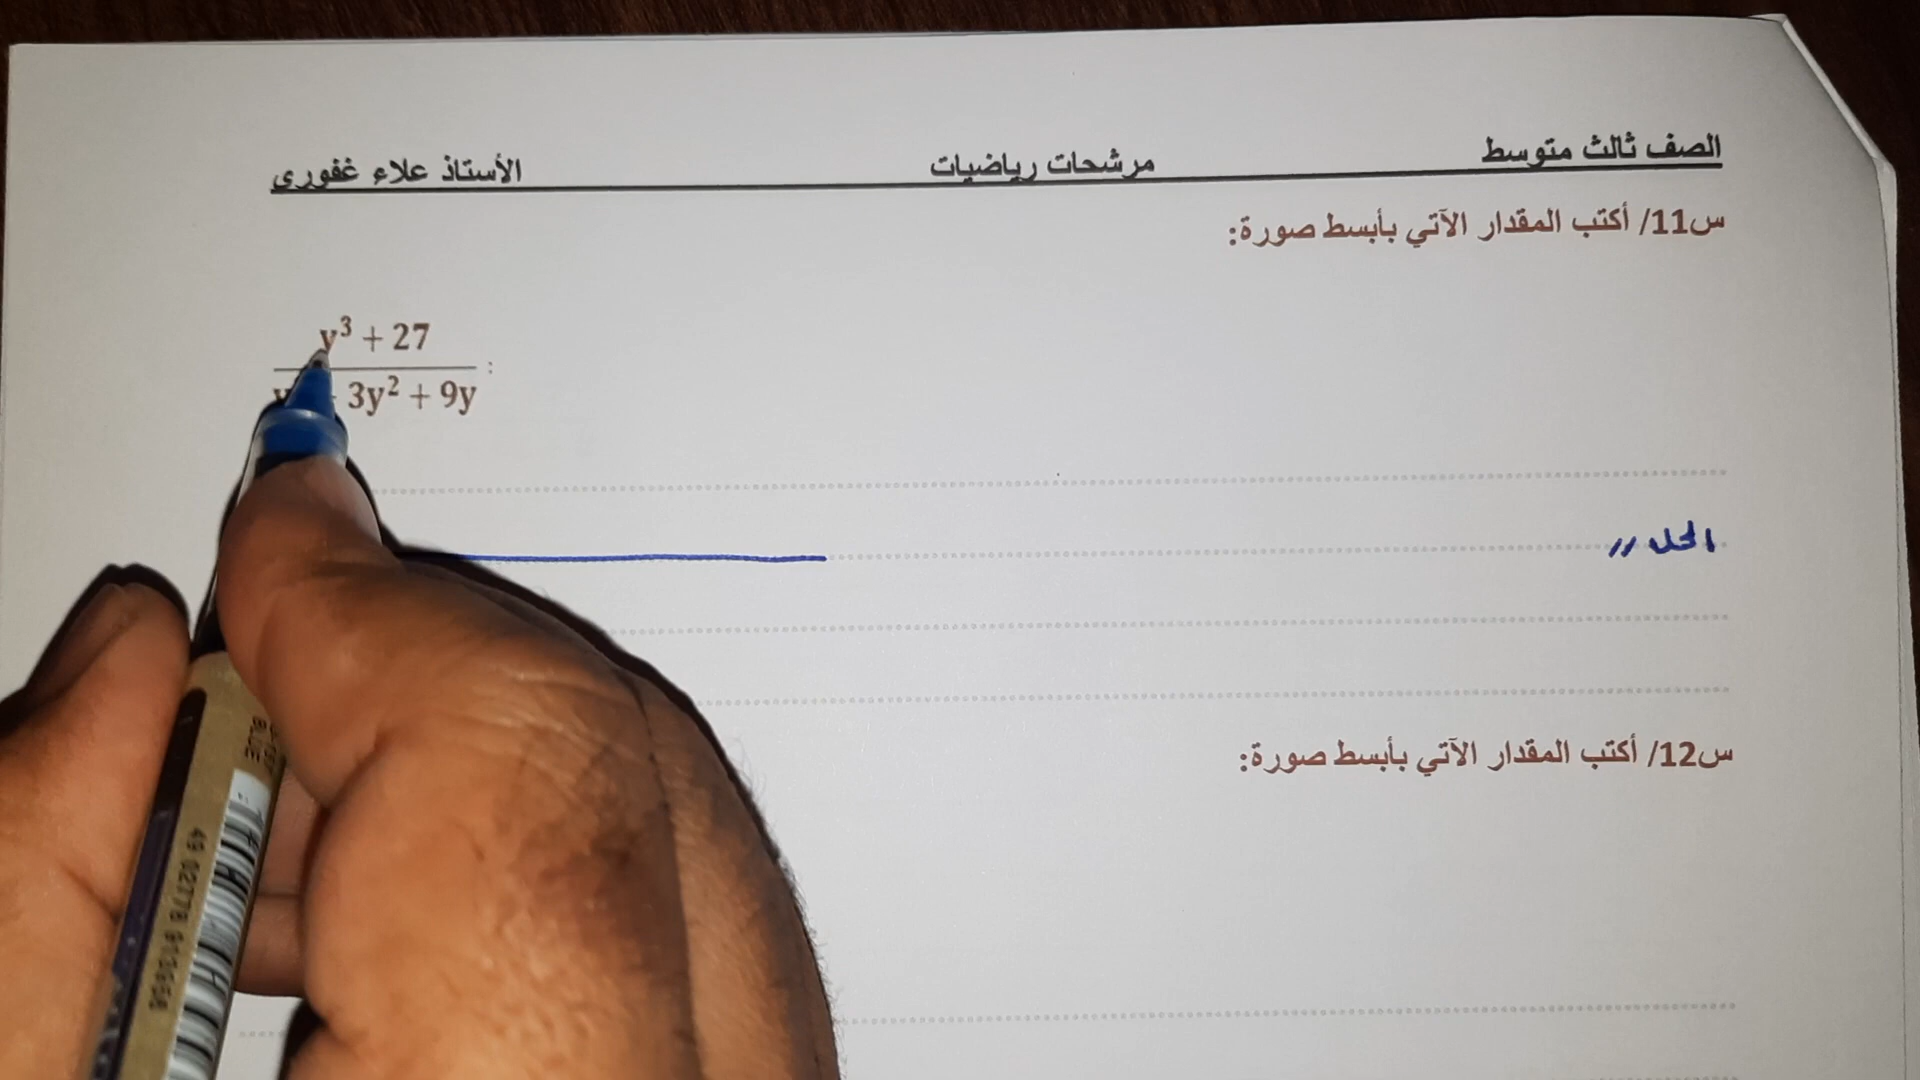 الصف ثالث متوسط مرشحات رياضيات الأستاذ علاء غفوري
س11/ أكتب المقدار الآتي بأبسط صورة:
y³ + 27
3y² + 9y :
الحل //
س12/ أكتب المقدار الآتي بأبسط صورة:
BLUE